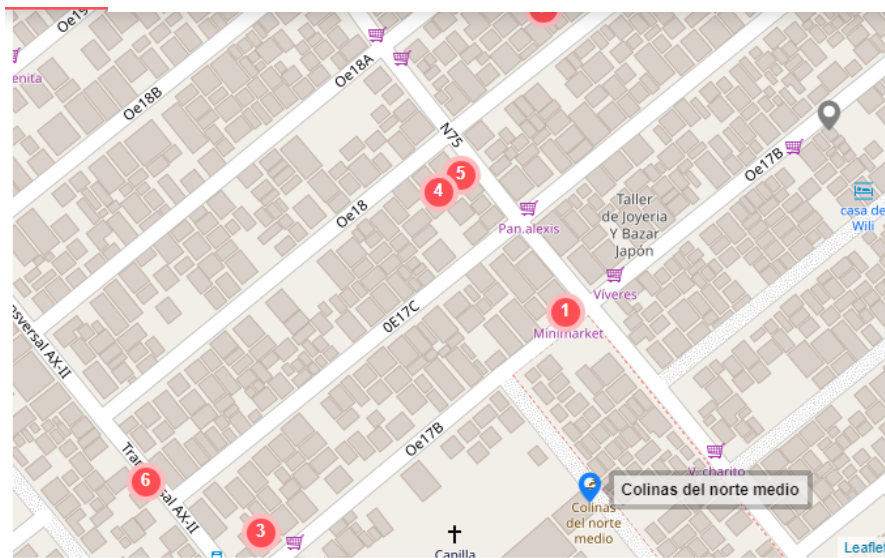 Oe19
enita
Oe18B
Oe18A
N75
Oe17B
5
4
Oe18
Taller
de Joyeria
Y Bazar
Japón
casa de
Wili
Pan.alexis
Víveres
1
Minimarket
0E17C
nsversal AX-II
Oe17B
V. charito
Colinas del norte medio
Colinas
del norte
medio
6
Transversal AX-II
3
Capilla
Leaflet